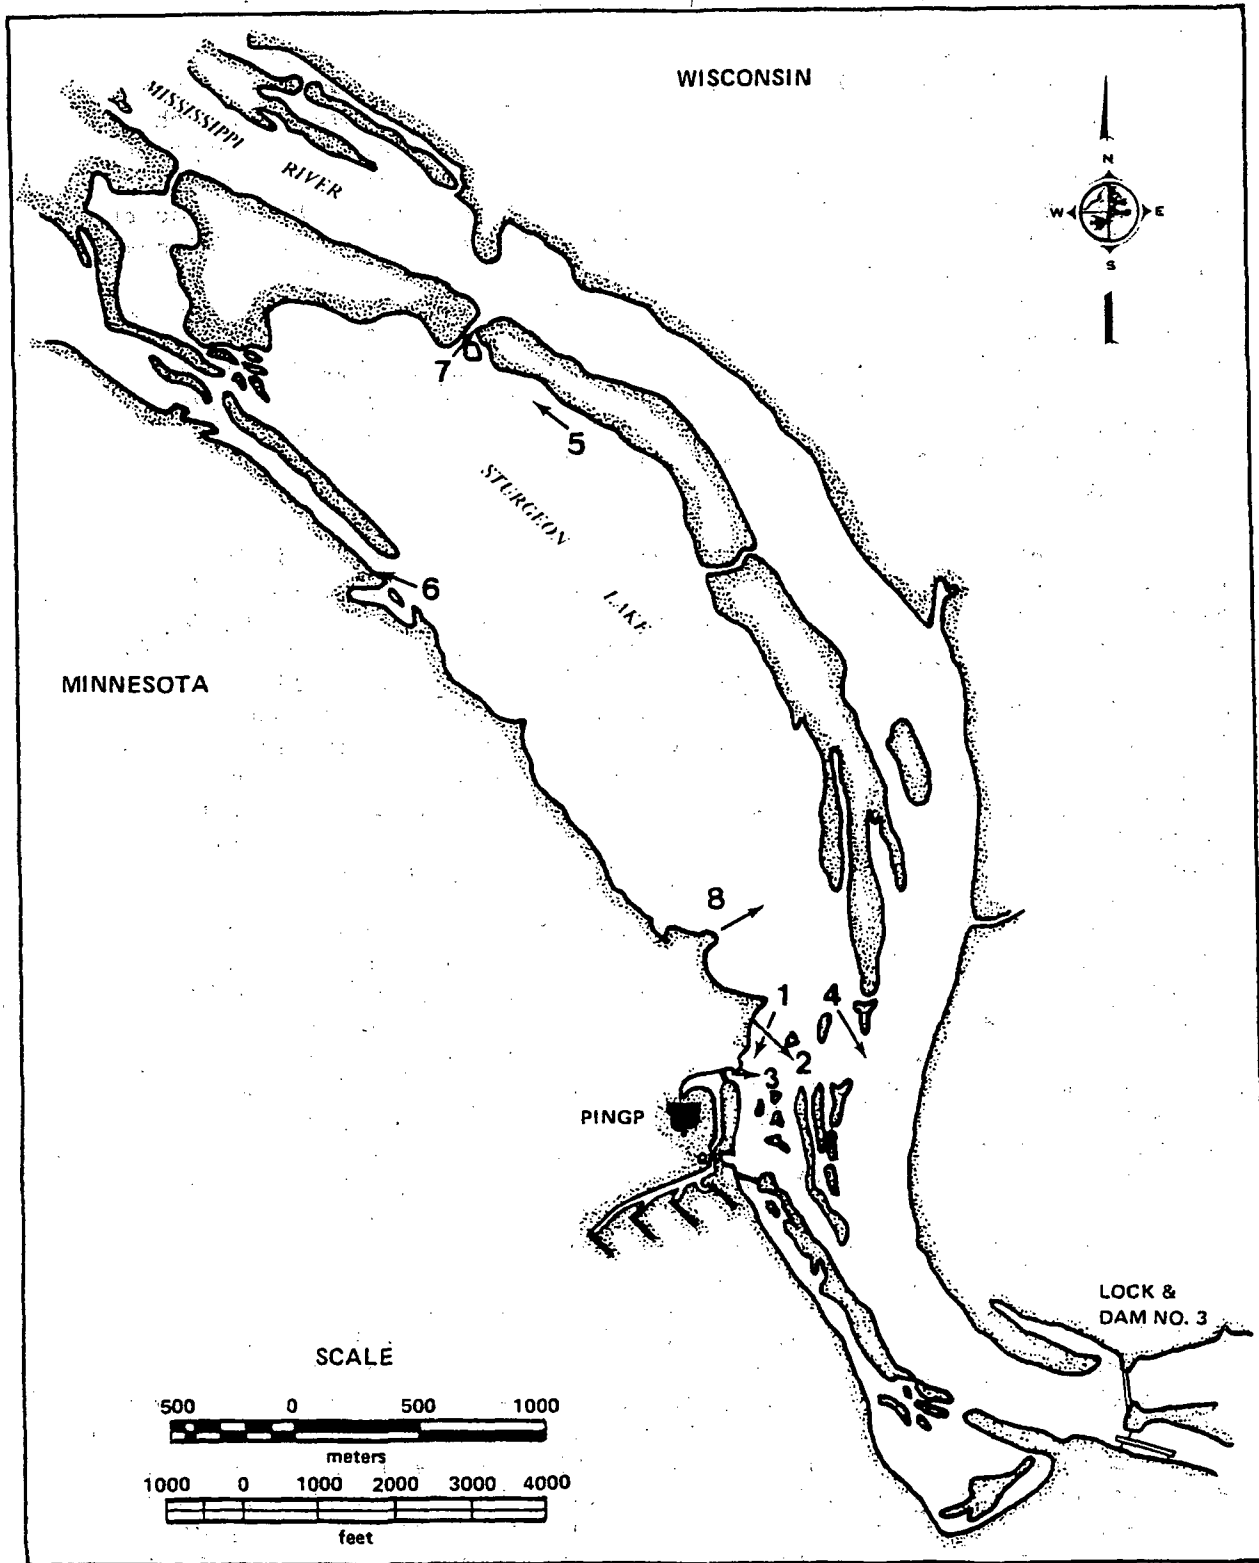 WISCONSIN
MISSISSIPPI
RIVER
N
W
E
S
7
5
STURGEON
LAKE
6
MINNESOTA
8
1
4
2
3
PINGP
LOCK &
DAM NO. 3
SCALE
500 0 500 1000
meters
1000 0 1000 2000 3000 4000
feet